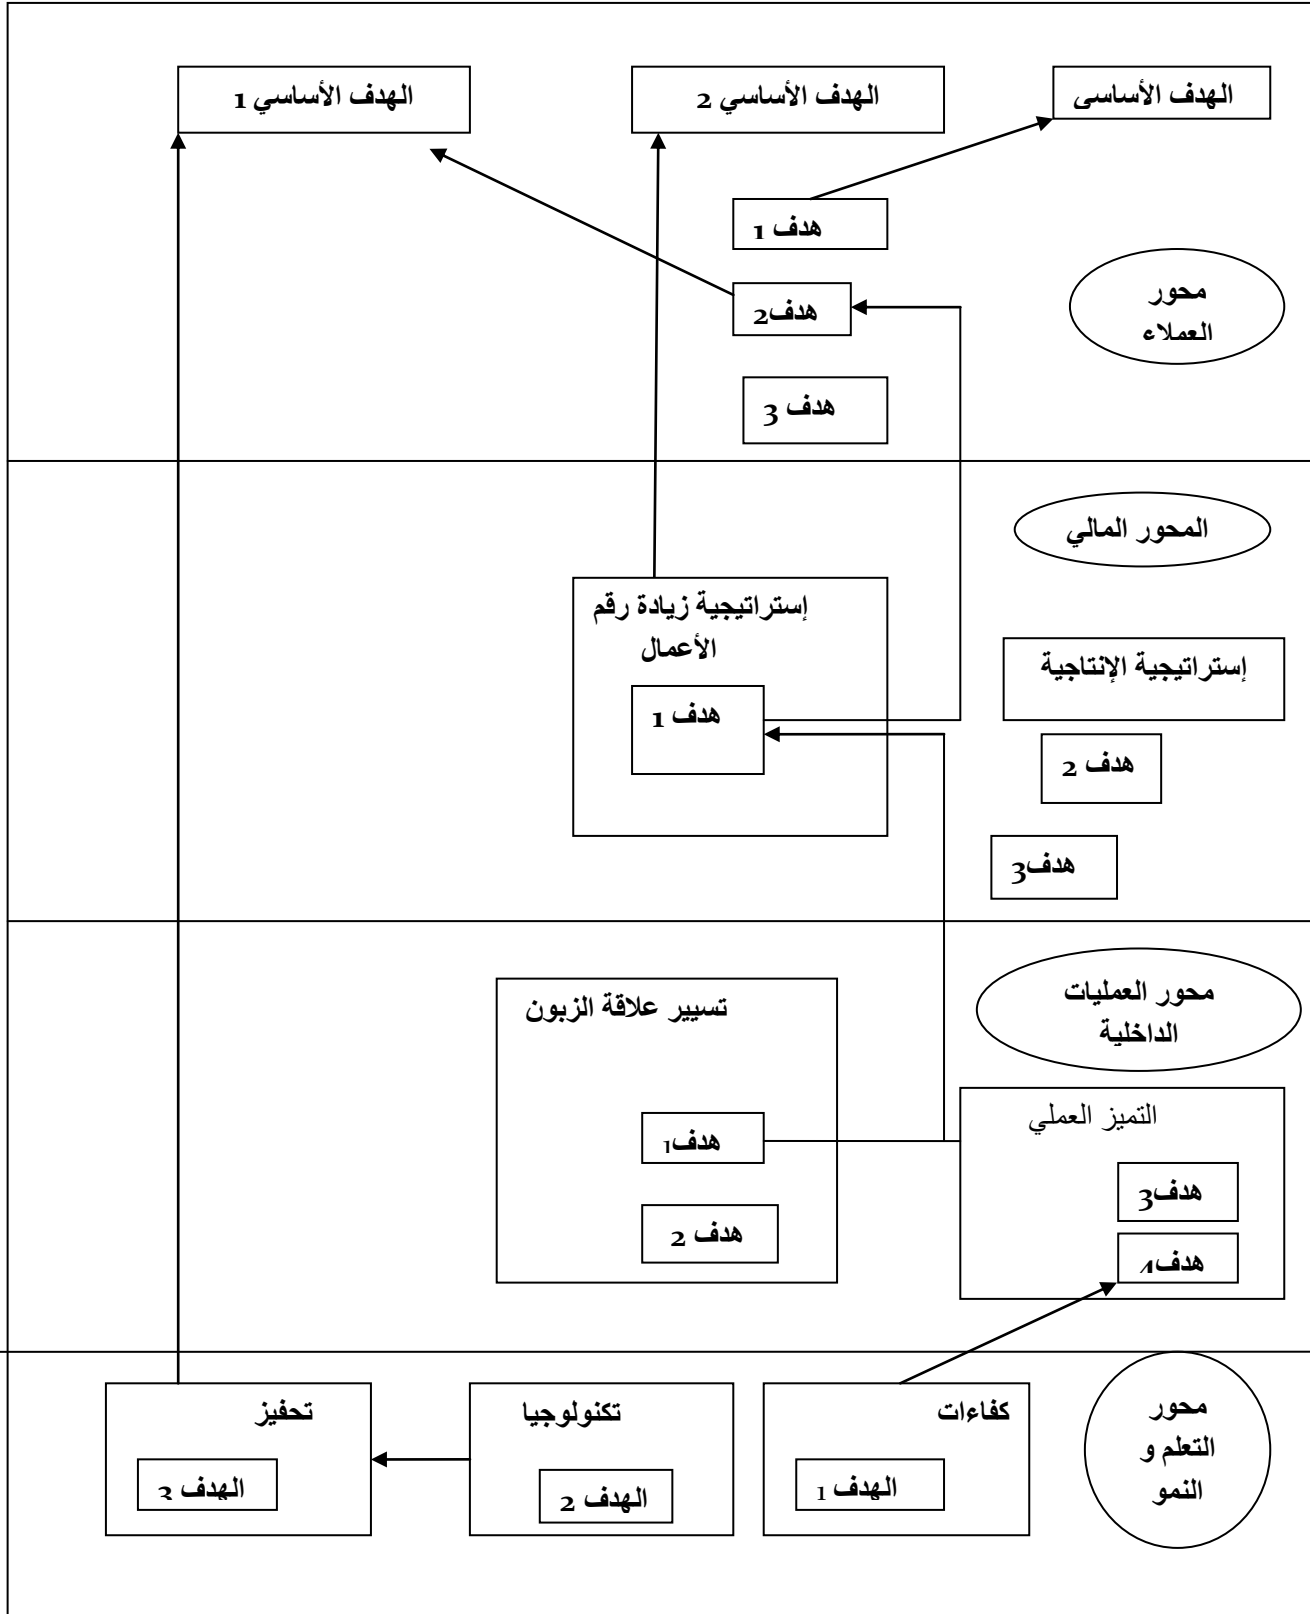 الهدف الأساسي
الهدف الأساسي 2
الهدف الأساسي 1
هدف 1
هدف2
هدف 3
محور
العملاء
المحور المالي
إستراتيجية زيادة رقم
الأعمال
هدف 1
إستراتيجية الإنتاجية
هدف 2
هدف3
محور العمليات
الداخلية
تسيير علاقة الزبون
هدف1
هدف 2
التميز العملي
هدف3
هدف4
محور
التعلم و
النمو
كفاءات
الهدف 1
تكنولوجيا
الهدف 2
تحفيز
الهدف 3